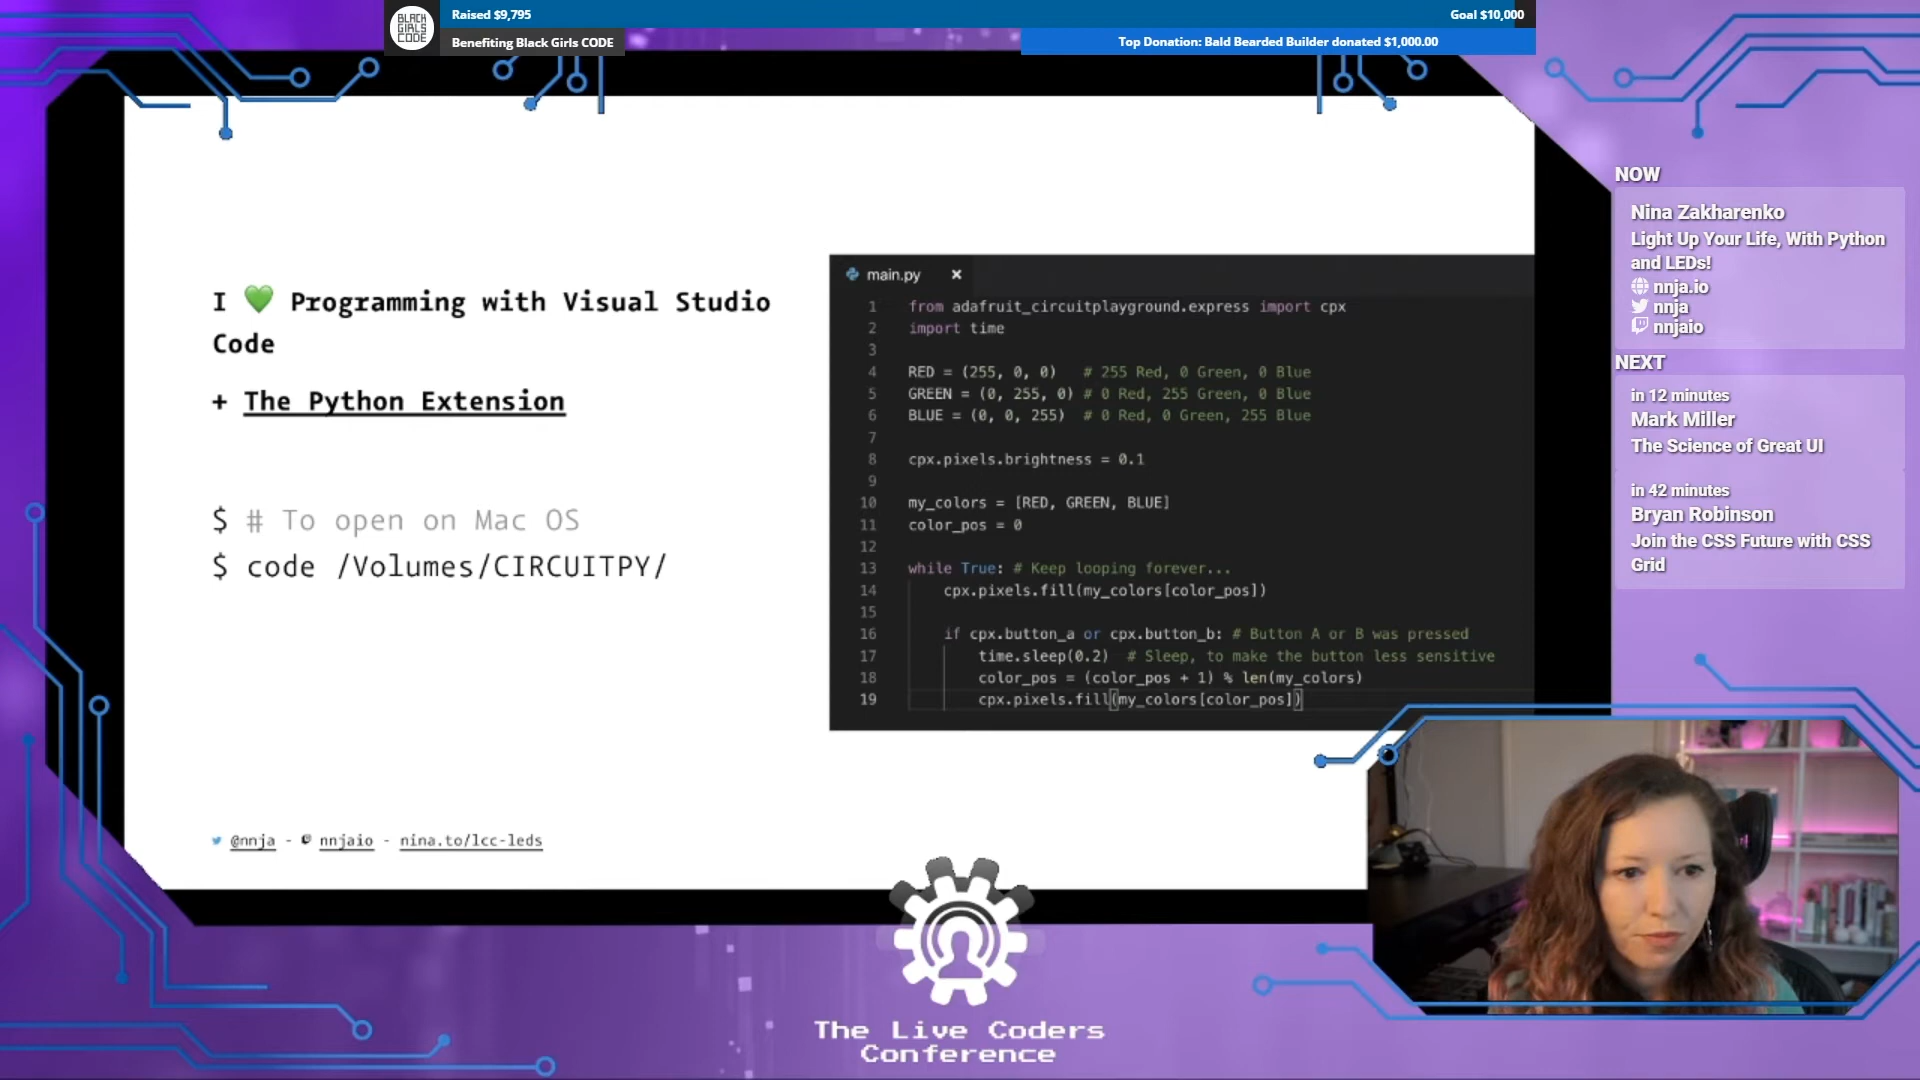 BLACK
GIRLS
CODE
Raised $9,795
Goal $10,000
Benefiting Black Girls CODE
Top Donation: Bald Bearded Builder donated $1,000.00
I 💚 Programming with Visual Studio
Code
+ The Python Extension
$ # To open on Mac OS
$ code /Volumes/CIRCUITPY/
@nnja - nnjaio - nina.to/lcc-leds
main.py ×
1 from adafruit_circuitplayground.express import cpx
2 import time
3
4 RED = (255, 0, 0) # 255 Red, 0 Green, 0 Blue
5 GREEN = (0, 255, 0) # 0 Red, 255 Green, 0 Blue
6 BLUE = (0, 0, 255) # 0 Red, 0 Green, 255 Blue
7
8 cpx.pixels.brightness = 0.1
9
10 my_colors = [RED, GREEN, BLUE]
11 color_pos = 0
12
13 while True: # Keep looping forever...
14 cpx.pixels.fill(my_colors[color_pos])
15
16 if cpx.button_a or cpx.button_b: # Button A or B was pressed
17 time.sleep(0.2) # Sleep, to make the button less sensitive
18 color_pos = (color_pos + 1) % len(my_colors)
19 cpx.pixels.fill(my_colors[color_pos])
NOW
Nina Zakharenko
Light Up Your Life, With Python
and LEDs!
nnja.io
nnja
nnjaio
NEXT
in 12 minutes
Mark Miller
The Science of Great UI
in 42 minutes
Bryan Robinson
Join the CSS Future with CSS
Grid
The Live Coders
Conference